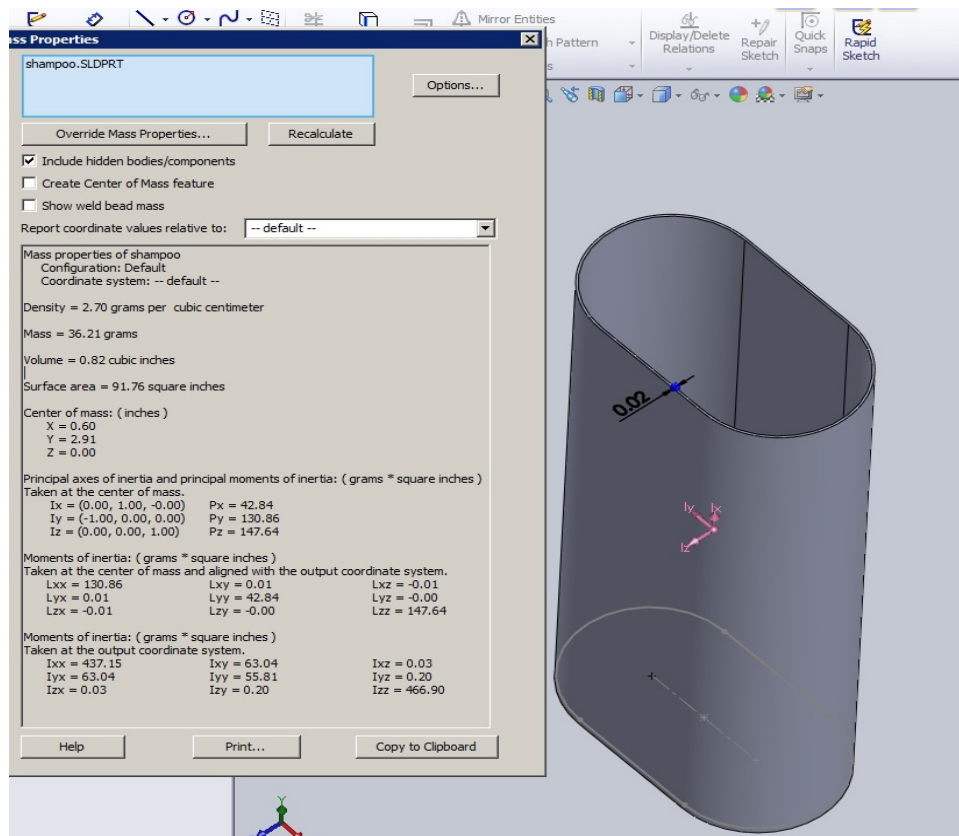 Mirror Entities
Display/Delete
Relations
Repair
Sketch
Quick
Snaps
Rapid
Sketch
Pattern
Properties
shampoo.SLDPRT
Options...
Override Mass Properties...
Recalculate
Include hidden bodies/components
Create Center of Mass feature
Show weld bead mass
Report coordinate values relative to: -- default --
Mass properties of shampoo
Configuration: Default
Coordinate system: -- default --
Density = 2.70 grams per cubic centimeter
Mass = 36.21 grams
Volume = 0.82 cubic inches
Surface area = 91.76 square inches
Center of mass: ( inches )
X = 0.60
Y = 2.91
Z = 0.00
Principal axes of inertia and principal moments of inertia: ( grams * square inches )
Taken at the center of mass.
Ix = (0.00, 1.00, -0.00) Px = 42.84
Iy = (-1.00, 0.00, 0.00) Py = 130.86
Iz = (0.00, 0.00, 1.00) Pz = 147.64
Moments of inertia: ( grams * square inches )
Taken at the center of mass and aligned with the output coordinate system.
Lxx = 130.86 Lxy = 0.01 Lxz = -0.01
Lyx = 0.01 Lyy = 42.84 Lyz = -0.00
Lzx = -0.01 Lzy = -0.00 Lzz = 147.64
Moments of inertia: ( grams * square inches )
Taken at the output coordinate system.
Ixx = 437.15 Ixy = 63.04 Ixz = 0.03
Iyx = 63.04 Iyy = 55.81 Iyz = 0.20
Izx = 0.03 Izy = 0.20 Izz = 466.90
Help
Print...
Copy to Clipboard
0.02
Iy
Ix
Iz
Y